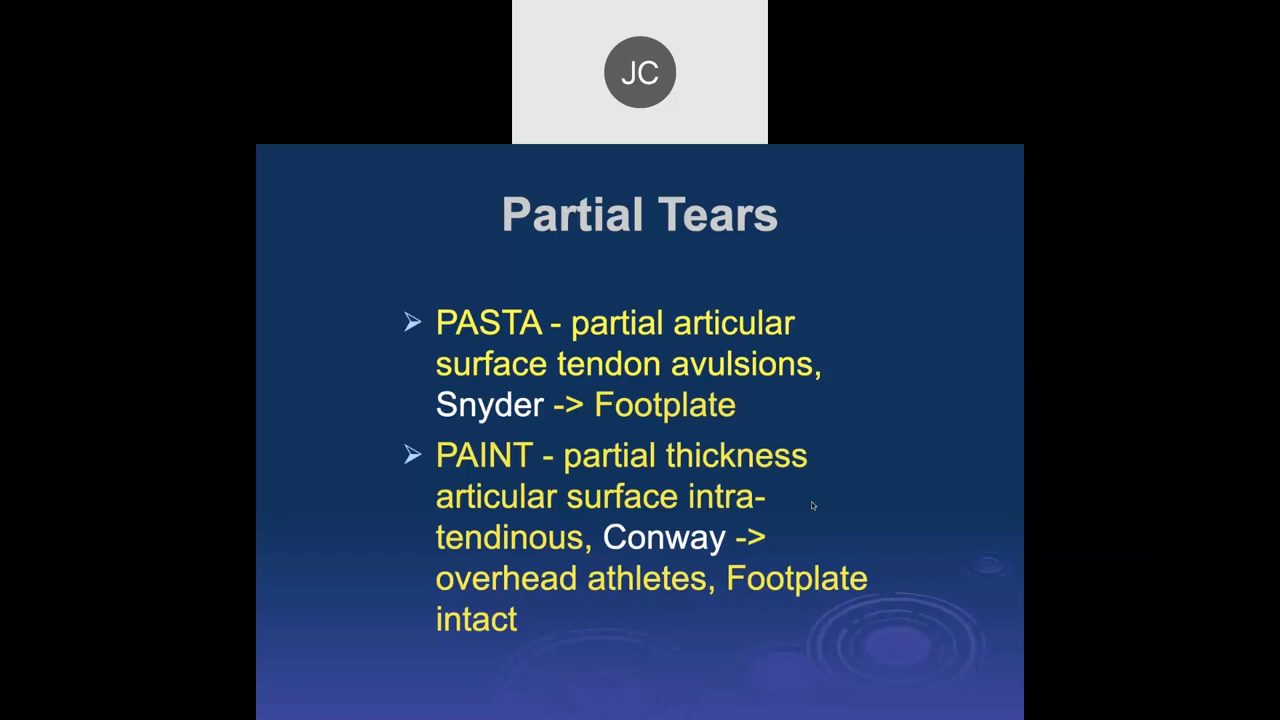 JC
Partial Tears
PASTA - partial articular
surface tendon avulsions,
Snyder -> Footplate
PAINT - partial thickness
articular surface intra-
tendinous, Conway ->
overhead athletes, Footplate
intact